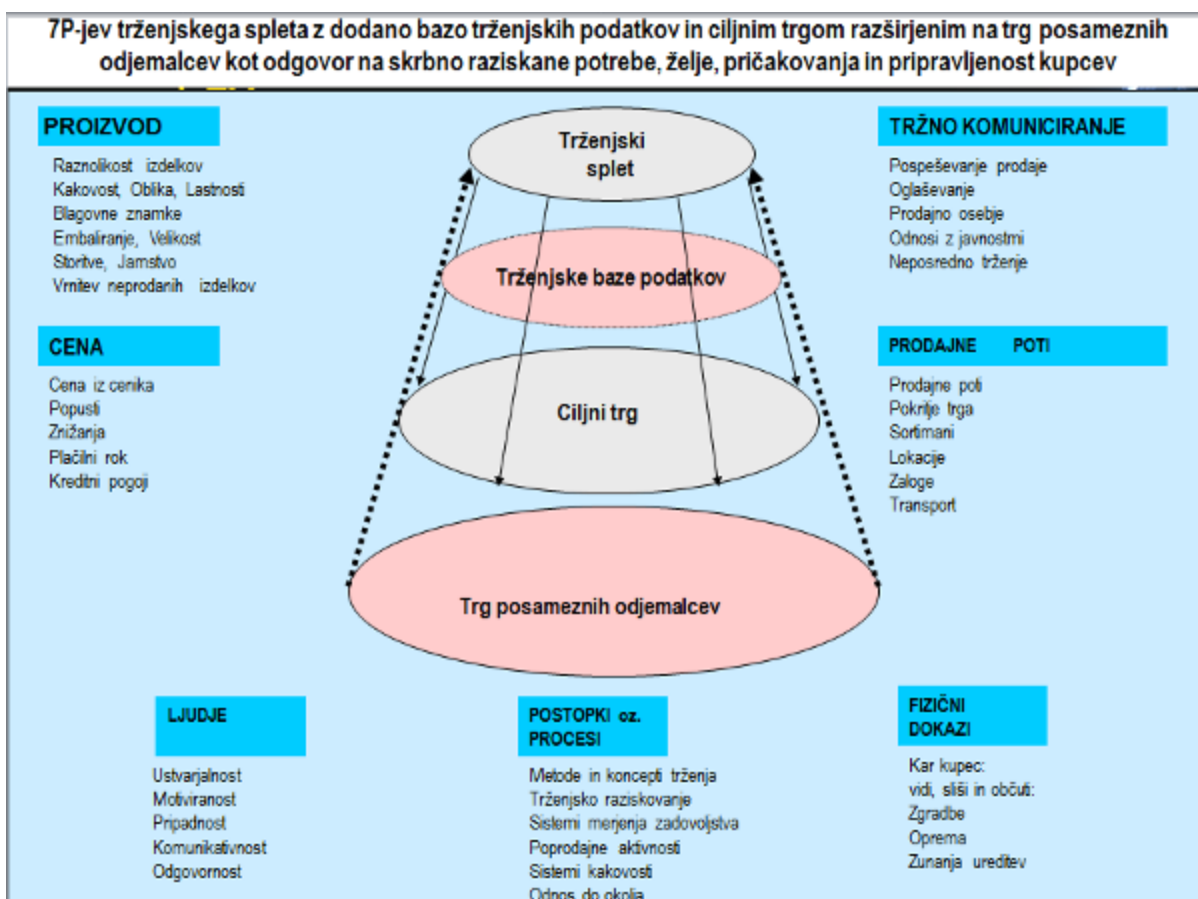 7P-jev trženjskega spleta z dodano bazo trženjskih podatkov in ciljnim trgom razširjenim na trg posameznih
odjemalcev kot odgovor na skrbno raziskane potrebe, želje, pričakovanja in pripravljenost kupcev
PROIZVOD
Raznolikost izdelkov
Kakovost, Oblika, Lastnosti
Blagovne znamke
Embaliranje, Velikost
Storitve, Jamstvo
Vrnitev neprodanih izdelkov
CENA
Cena iz cenika
Popusti
Znižanja
Plačilni rok
Kreditni pogoji
Trženjski
splet
Trženjske baze podatkov
Ciljni trg
Trg posameznih odjemalcev
TRŽNO KOMUNICIRANJE
Pospeševanje prodaje
Oglaševanje
Prodajno osebje
Odnosi z javnostmi
Neposredno trženje
PRODAJNE POTI
Prodajne poti
Pokritje trga
Sortimani
Lokacije
Zaloge
Transport
LJUDJE
Ustvarjalnost
Motiviranost
Pripadnost
Komunikativnost
Odgovornost
POSTOPKI oz.
PROCESI
Metode in koncepti trženja
Trženjsko raziskovanje
Sistemi merjenja zadovoljstva
Poprodajne aktivnosti
Sistemi kakovosti
Odnos do okolja
FIZIČNI
DOKAZI
Kar kupec:
vidi, sliši in občuti:
Zgradbe
Oprema
Zunanja ureditev